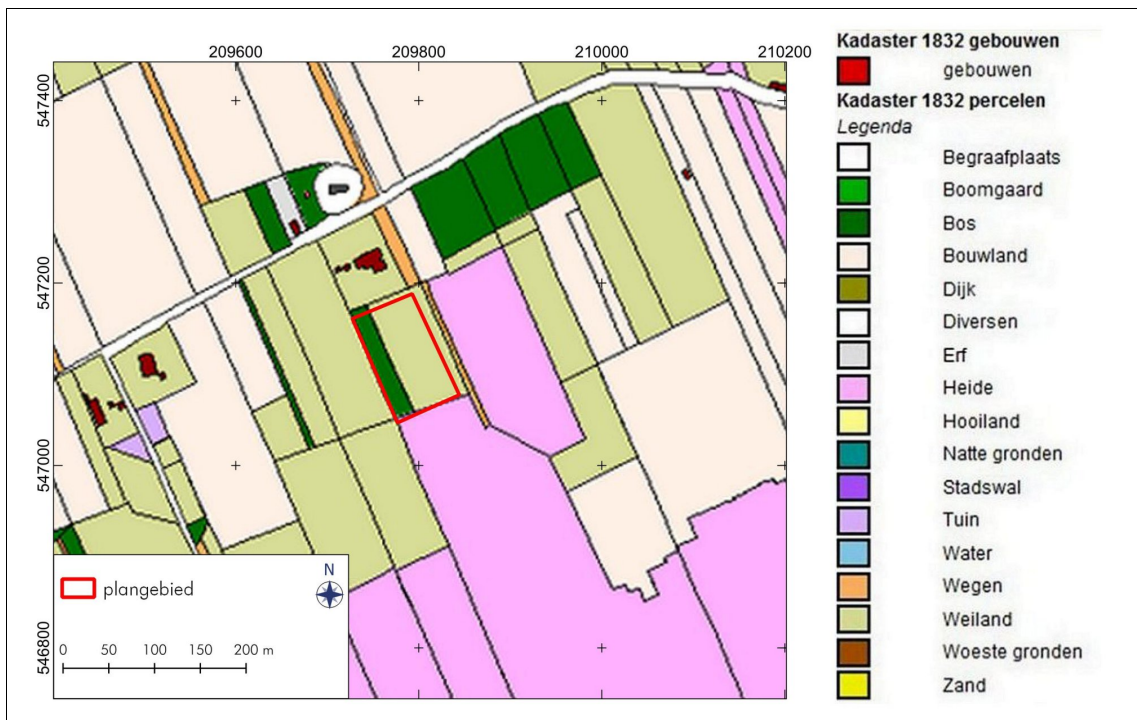 209600
209800
210000
210200
547400
547200
547000
546800
plangebied
N
0 50 100 150 200 m
Kadaster 1832 gebouwen
gebouwen
Kadaster 1832 percelen
Legenda
Begraafplaats
Boomgaard
Bos
Bouwland
Dijk
Diversen
Erf
Heide
Hooiland
Natte gronden
Stadswal
Tuin
Water
Wegen
Weiland
Woeste gronden
Zand